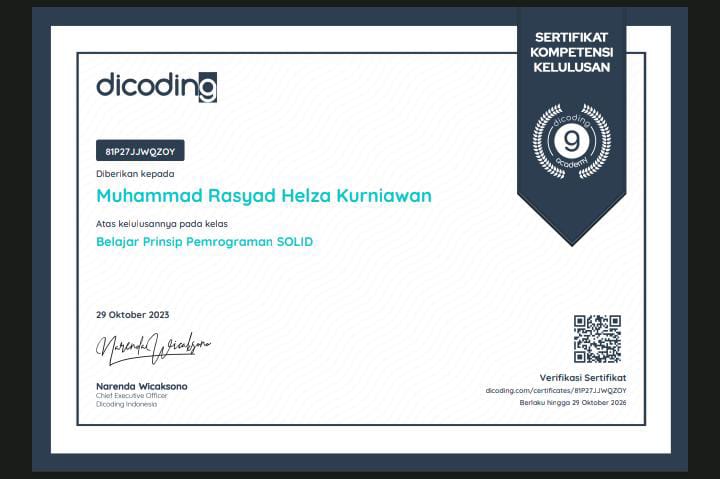 dicoding
SERTIFIKAT
KOMPETENSI
KELULUSAN
dicoding
academy
81P27JJWQZOY
Diberikan kepada
Muhammad Rasyad Helza Kurniawan
Atas kelulusannya pada kelas
Belajar Prinsip Pemrograman SOLID
29 Oktober 2023
Narenda Wicaksono
Narenda Wicaksono
Chief Executive Officer
Dicoding Indonesia
Verifikasi Sertifikat
dicoding.com/certificates/81P27JJWQZOY
Berlaku hingga 29 Oktober 2026